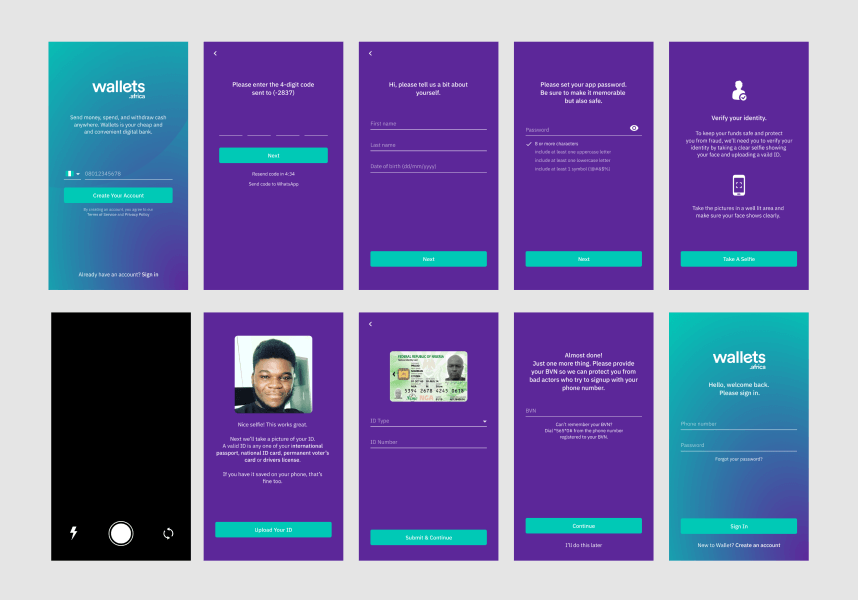 wallets
.africa
Send money, spend, and withdraw cash
anywhere. Wallets is your cheap and
and convenient digital bank.
08012345678
Create Your Account
By creating an account, you agree to our
Terms of Service and Privacy Policy
Already have an account? Sign in
Please enter the 4-digit code
sent to (-2837)
Next
Resend code in 4:34
Send code to WhatsApp
Hi, please tell us a bit about
yourself.
First name
Last name
Date of birth (dd/mm/yyyy)
Next
Please set your app password.
Be sure to make it memorable
but also safe.
Password
8 or more characters
include at least one uppercase letter
include at least one lowercase letter
include at least 1 symbol (!@#&$%)
Next
Verify your identity.
To keep your funds safe and protect
you from fraud, we'll need you to verify your
identity by taking a clear selfie showing
your face and uploading a valid ID.
Take the pictures in a well lit area and
make sure your face shows clearly.
Take A Selfie
Nice selfie! This works great.
Next we'll take a picture of your ID.
A valid ID is any one of your international
passport, national ID card, permanent voter's
card or drivers license.
If you have it saved on your phone, that's
fine too.
Upload Your ID
FEDERAL REPUBLIC OF NIGERIA
5394 2678 4245 0618
ID Type
ID Number
Submit & Continue
Almost done!
Just one more thing. Please provide
your BVN so we can protect you from
bad actors who try to signup with your
phone number.
BVN
Can't remember your BVN?
Dial *565*0# from the phone number
registered to your BVN.
Continue
I'll do this later
wallets
.africa
Hello, welcome back.
Please sign in.
Phone number
Password
Forgot your password?
Sign In
New to Wallet? Create an account